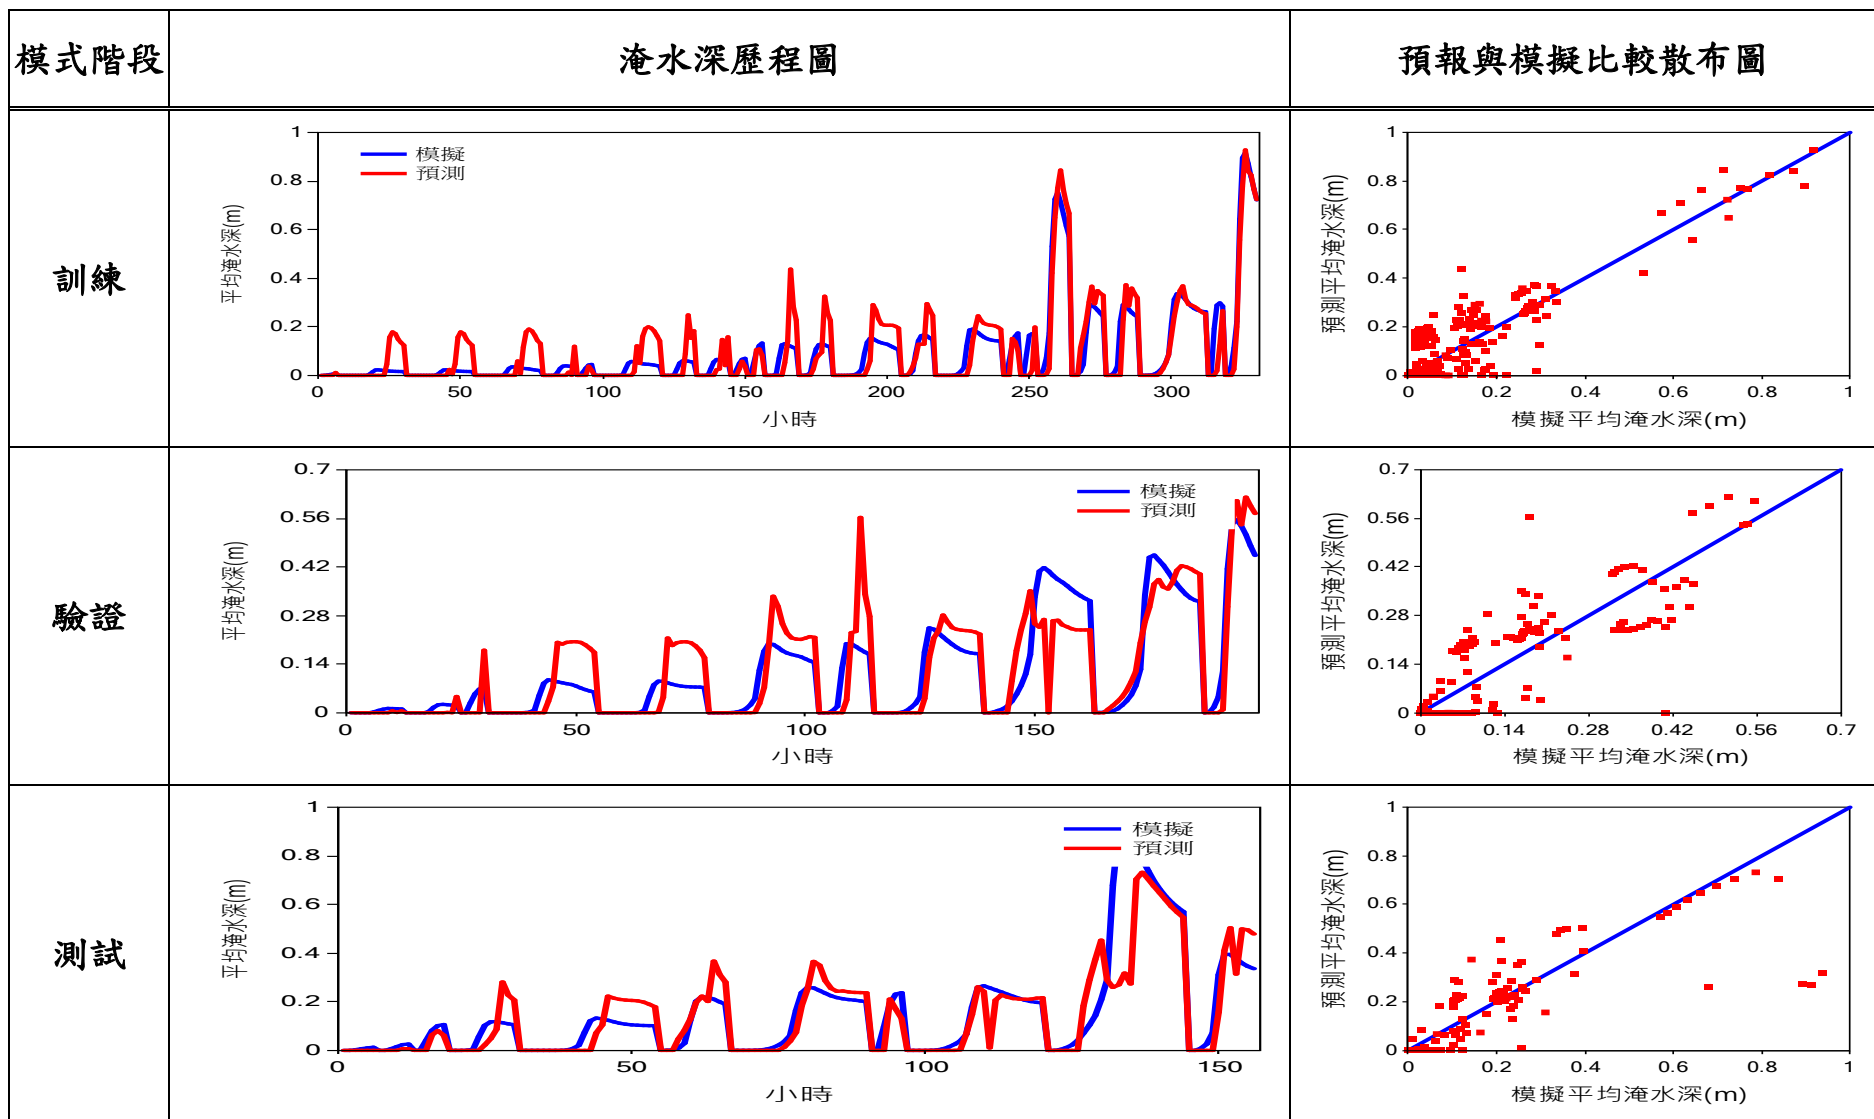 模式階段
淹水深歷程圖
預報與模擬比較散布圖
訓練
1
0.8
0.6
0.4
0.2
0
平均淹水深(m)
模擬
預測
0 50 100 150 200 250 300
小時
1
0.8
0.6
0.4
0.2
0
預測平均淹水深(m)
0 0.2 0.4 0.6 0.8 1
模擬平均淹水深(m)
驗證
0.7
0.56
0.42
0.28
0.14
0
平均淹水深(m)
模擬
預測
0 50 100 150
小時
0.7
0.56
0.42
0.28
0.14
0
預測平均淹水深(m)
0 0.14 0.28 0.42 0.56 0.7
模擬平均淹水深(m)
測試
1
0.8
0.6
0.4
0.2
0
平均淹水深(m)
模擬
預測
0 50 100 150
小時
1
0.8
0.6
0.4
0.2
0
預測平均淹水深(m)
0 0.2 0.4 0.6 0.8 1
模擬平均淹水深(m)